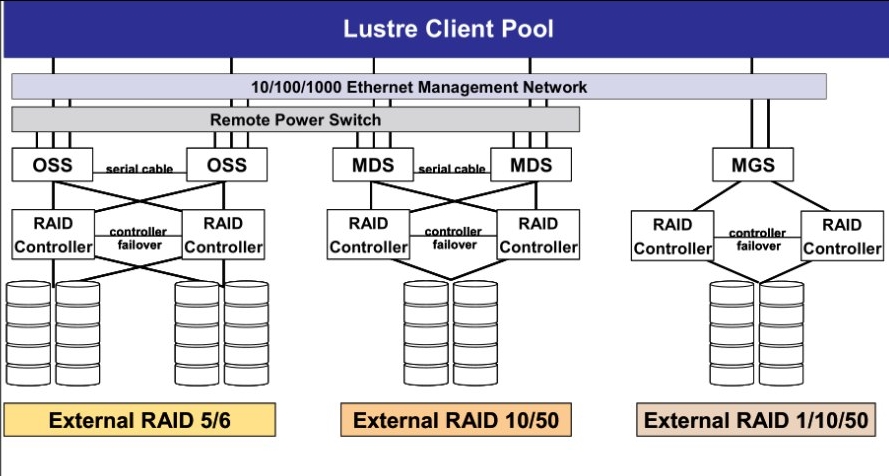 Lustre Client Pool
10/100/1000 Ethernet Management Network
Remote Power Switch
OSS serial cable OSS MDS serial cable MDS MGS
RAID Controller
controller failover
RAID Controller
RAID Controller
controller failover
RAID Controller
RAID Controller
controller failover
RAID Controller
External RAID 5/6
External RAID 10/50
External RAID 1/10/50